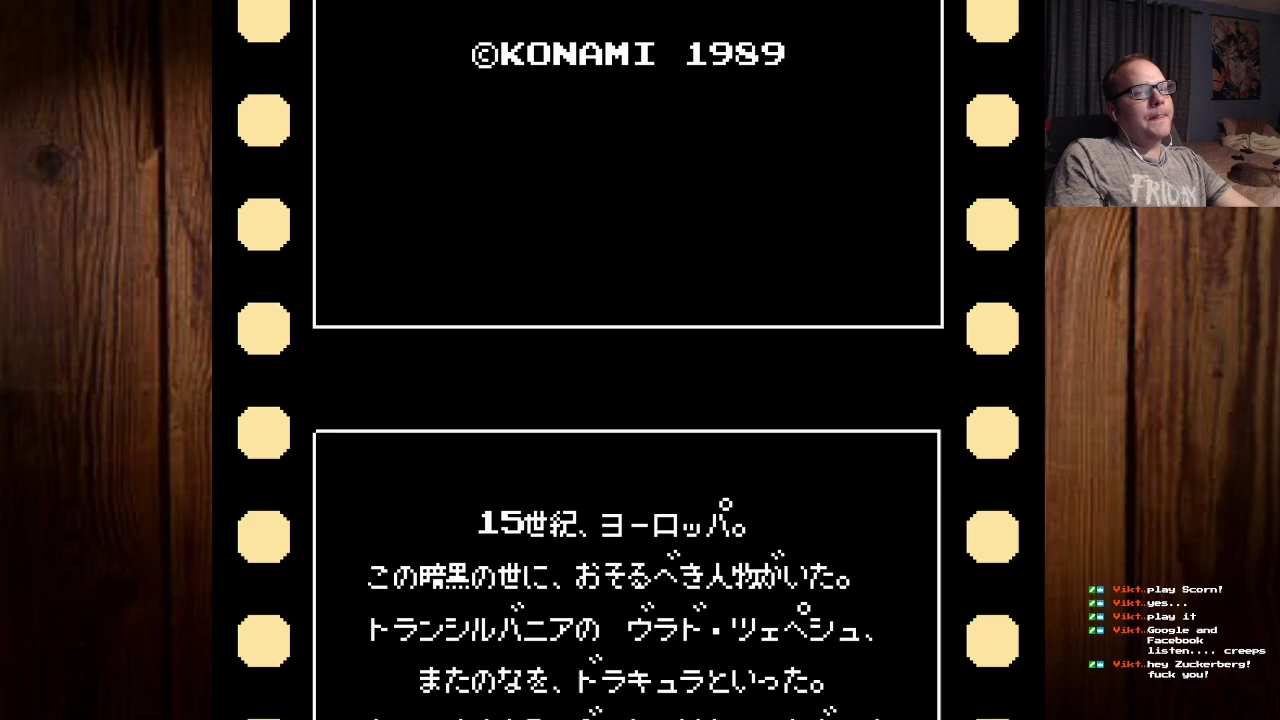 ©KONAMI 1989
15世紀、ヨーロッパ。
この暗黒の世に、おそるべき人物がいた。
トランシルバニアの ヴラド・ツェペシュ、
またのなを、ドラキュラといった。
Vikt..play Scorn!
Vikt..yes...
Vikt..play it
Vikt..Google and
Facebook
listen.... creeps
Vikt..hey Zuckerberg!
fuck you!